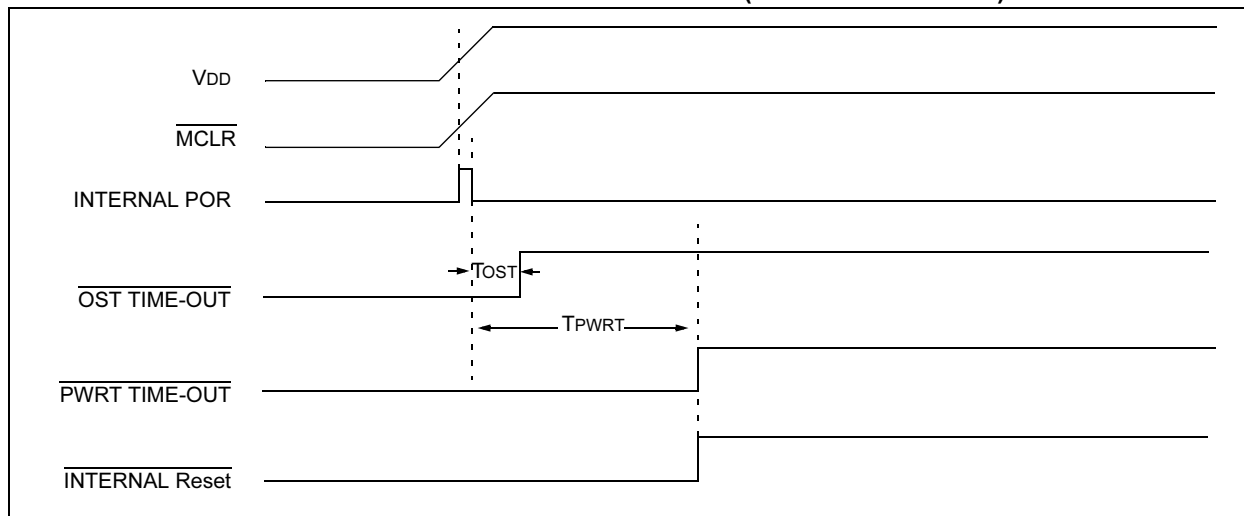 VDD
MCLR
INTERNAL POR
TOST
OST TIME-OUT
TPWRT
PWRT TIME-OUT
INTERNAL Reset